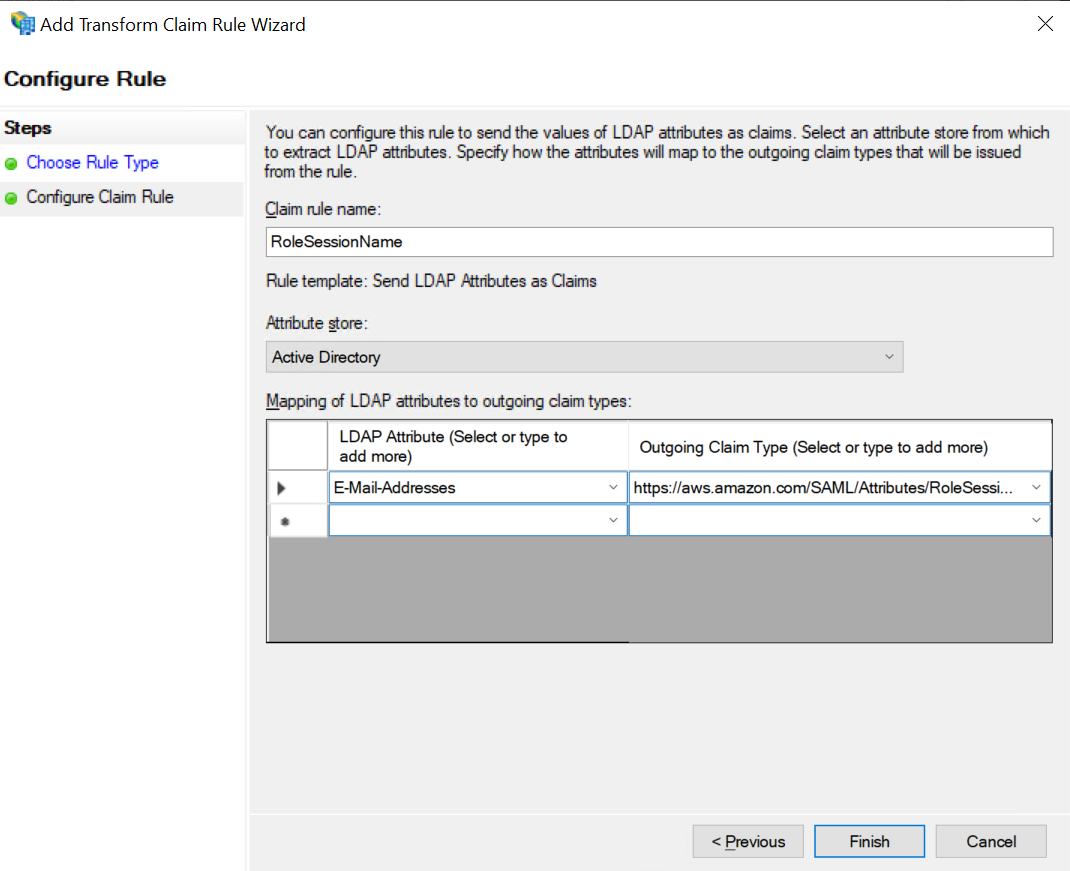 Add Transform Claim Rule Wizard
Configure Rule
Steps
Choose Rule Type
Configure Claim Rule
You can configure this rule to send the values of LDAP attributes as claims. Select an attribute store from which
to extract LDAP attributes. Specify how the attributes will map to the outgoing claim types that will be issued
from the rule.
Claim rule name:
RoleSessionName
Rule template: Send LDAP Attributes as Claims
Attribute store:
Active Directory
Mapping of LDAP attributes to outgoing claim types:
LDAP Attribute (Select or type to
add more)
Outgoing Claim Type (Select or type to add more)
E-Mail-Addresses
https://aws.amazon.com/SAML/Attributes/RoleSessi...
< Previous
Finish
Cancel